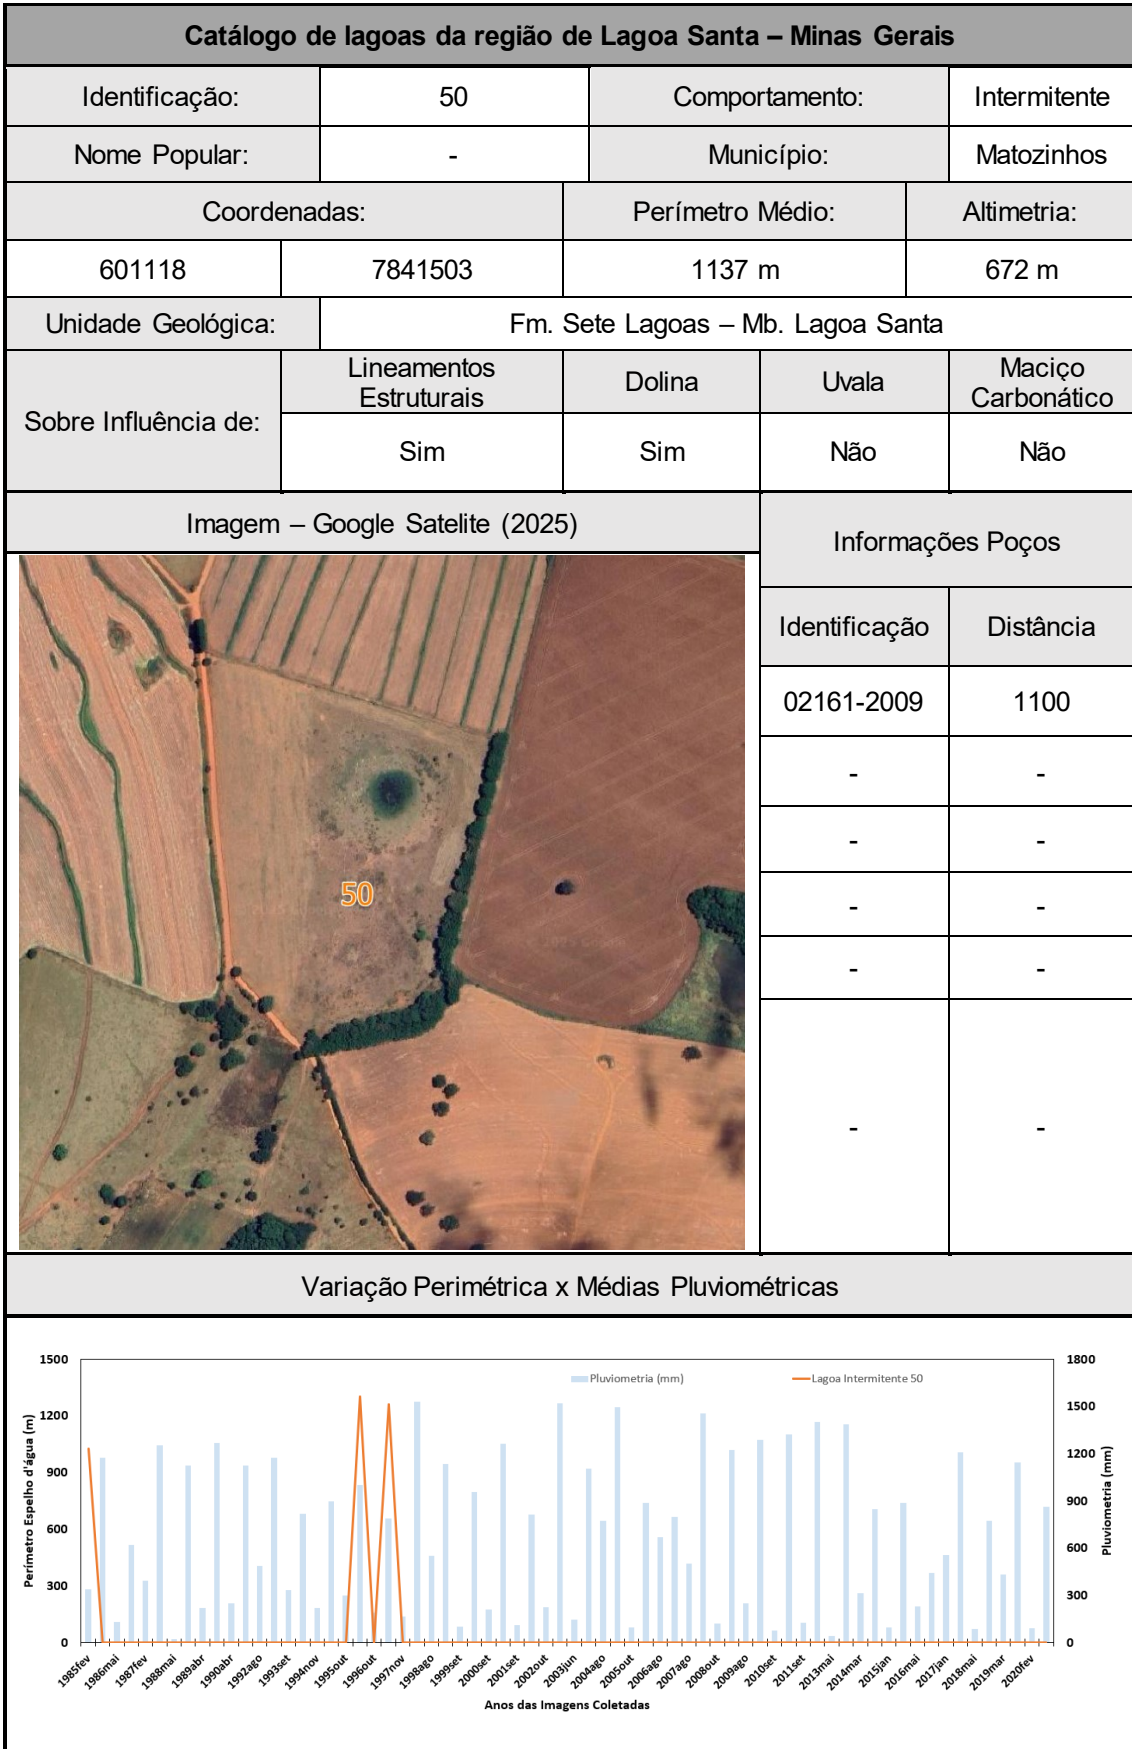 Catálogo de lagoas da região de Lagoa Santa – Minas Gerais
Identificação: 50 Comportamento: Intermitente
Nome Popular: - Município: Matozinhos
Coordenadas: Perímetro Médio: Altimetria:
601118 7841503 1137 m 672 m
Unidade Geológica: Fm. Sete Lagoas – Mb. Lagoa Santa
Sobre Influência de:
Lineamentos
Estruturais
Dolina
Uvala
Maciço
Carbonático
Sim Sim Não Não
Imagem – Google Satelite (2025)
Informações Poços
Identificação Distância
02161-2009 1100
- -
- -
- -
- -
- -
50
Variação Perimétrica x Médias Pluviométricas
Pluviometria (mm) Lagoa Intermitente 50
Perímetro Espelho d'água (m)
1500
1200
900
600
300
0
1800
1500
1200
900
600
300
0
Pluviometria (mm)
1985fev 1986mai 1987fev 1988mai 1989abr 1990abr 1992ago 1993set 1994nov 1995out 1996out 1997nov 1998ago 1999set 2000set 2001set 2002out 2003jun 2004ago 2005out 2006ago 2007ago 2008out 2009ago 2010set 2011set 2013mai 2014mar 2015jan 2016mai 2017jan 2018mai 2019mar 2020fev
Anos das Imagens Coletadas